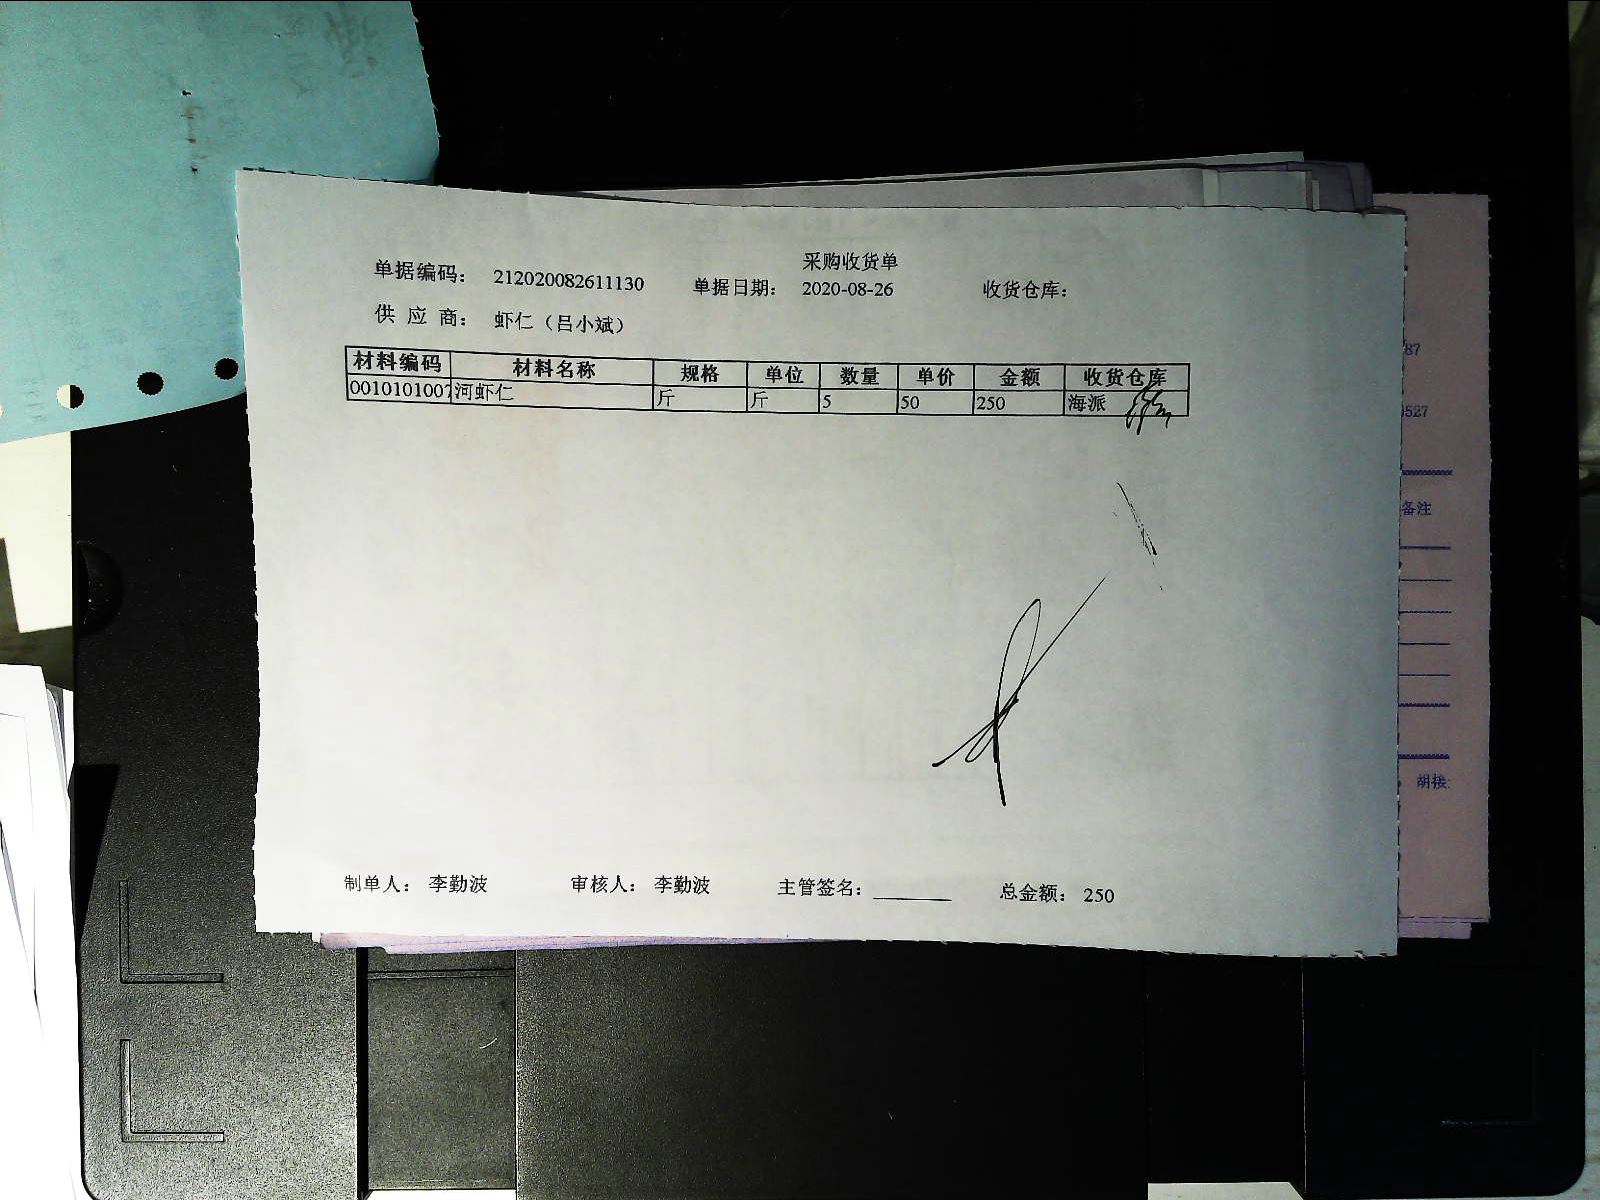 采购收货单
单据编码： 212020082611130 单据日期： 2020-08-26 收货仓库：
供 应 商： 虾仁（吕小斌）
材料编码 材料名称 规格 单位 数量 单价 金额 收货仓库
0010101007 河虾仁 斤 斤 5 50 250 海派
制单人： 李勤波 审核人： 李勤波 主管签名： 总金额： 250
87
4527
备注
胡接: